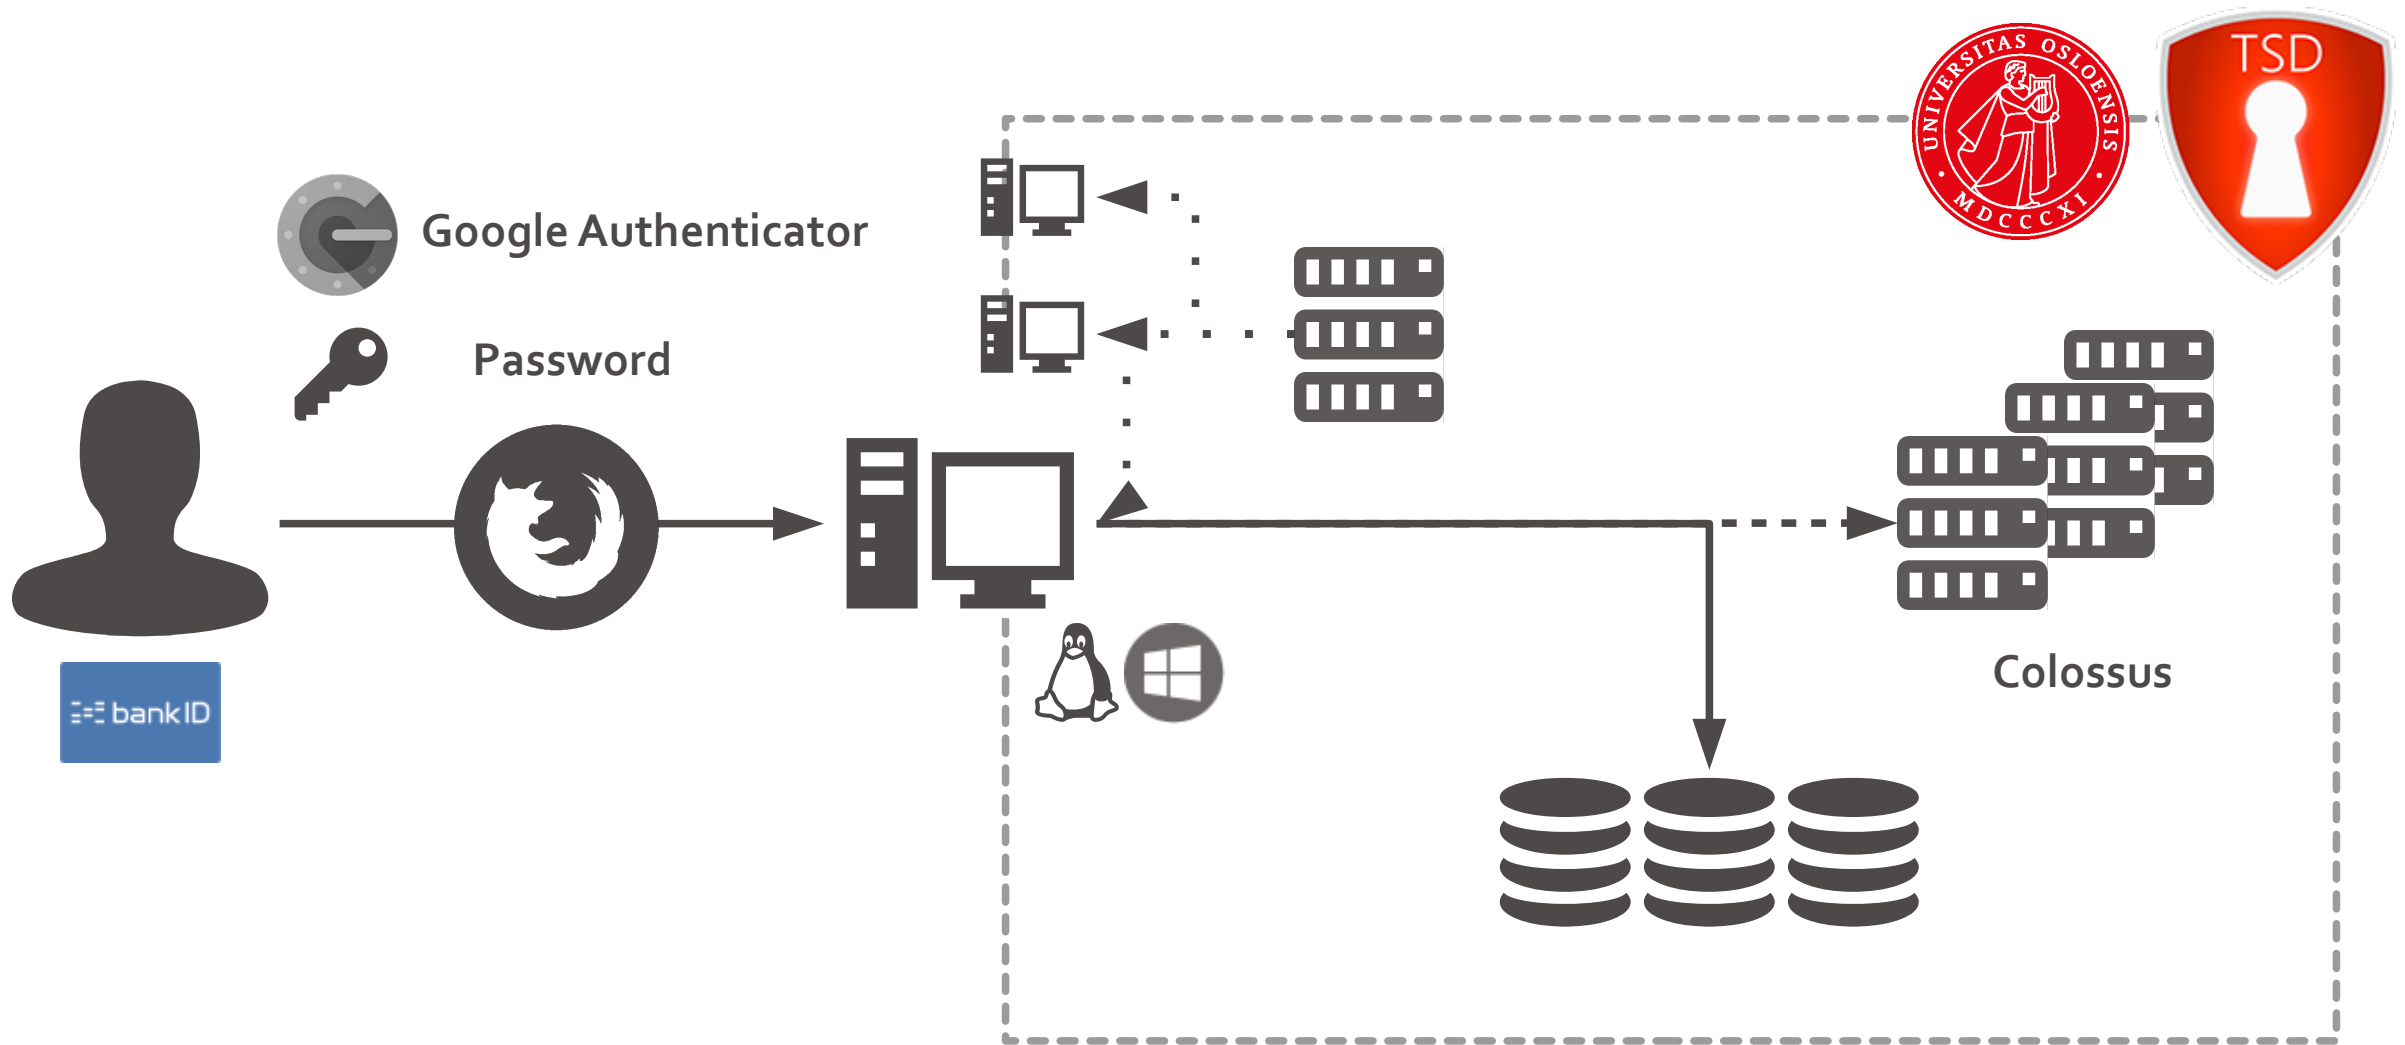 UNIVERSITAS OSLOENSIS
MDCCCXI
TSD
Google Authenticator
Password
bankID
Colossus